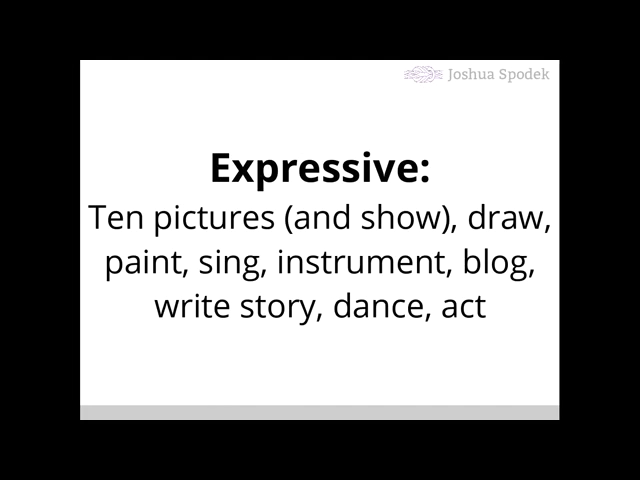 Joshua Spodek
Expressive:
Ten pictures (and show), draw,
paint, sing, instrument, blog,
write story, dance, act